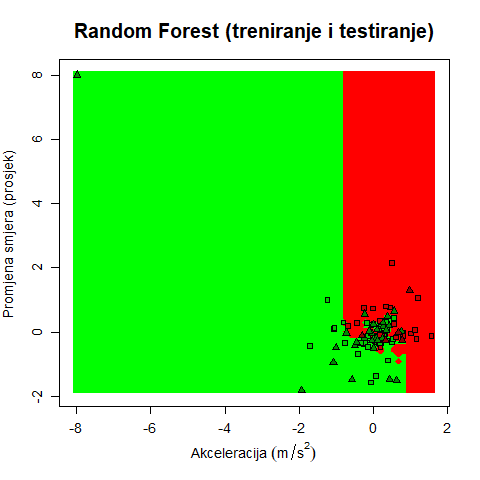 Random Forest (treniranje i testiranje)
Promjena smjera (prosjek)
8
6
4
2
0
-2
-8 -6 -4 -2 0 2
Akceleracija (m/s²)